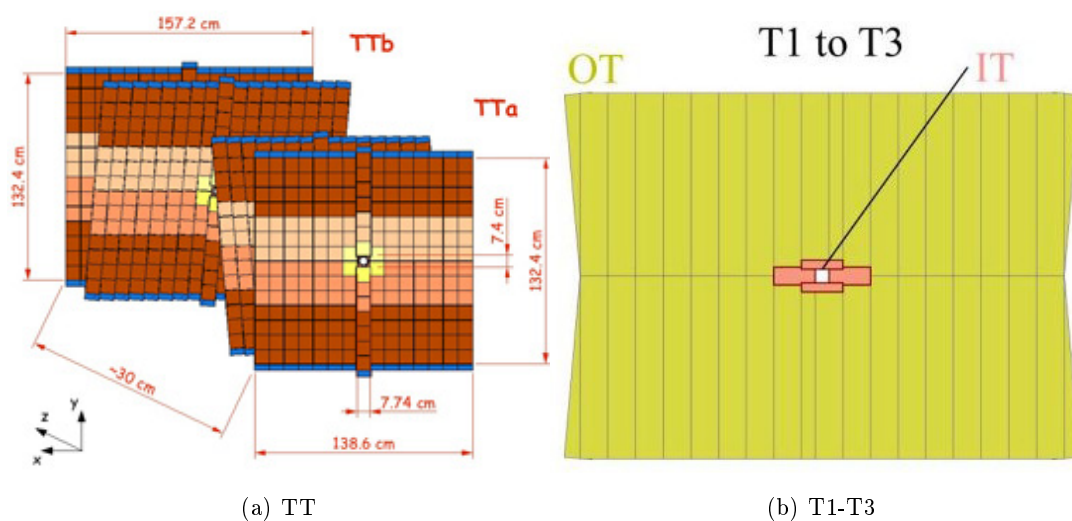 157.2 cm
TTb
TTa
132.4 cm
7.4 cm
132.4 cm
~30 cm
y
z
x
7.74 cm
138.6 cm
(a) TT
T1 to T3
OT
IT
(b) T1-T3